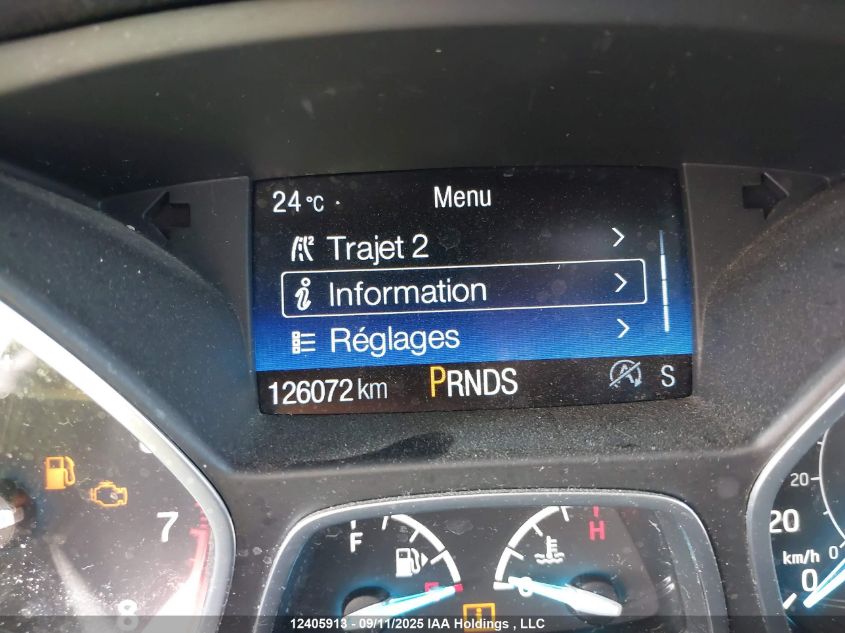 24 °C · Menu
Trajet 2
Information
Réglages
126072 km PRNDS A S
7
8
F
H
20
20
km/h 0
0
12405913 - 09/11/2025 IAA Holdings , LLC